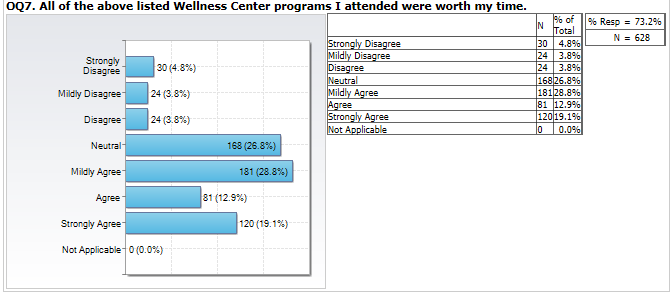 OQ7. All of the above listed Wellness Center programs I attended were worth my time.
Strongly
Disagree
30 (4.8%)
Mildly Disagree
24 (3.8%)
Disagree
24 (3.8%)
Neutral
168 (26.8%)
Mildly Agree
181 (28.8%)
Agree
81 (12.9%)
Strongly Agree
120 (19.1%)
Not Applicable
0 (0.0%)
N % of
Total
Strongly Disagree 30 4.8%
Mildly Disagree 24 3.8%
Disagree 24 3.8%
Neutral 168 26.8%
Mildly Agree 181 28.8%
Agree 81 12.9%
Strongly Agree 120 19.1%
Not Applicable 0 0.0%
% Resp = 73.2%
N = 628